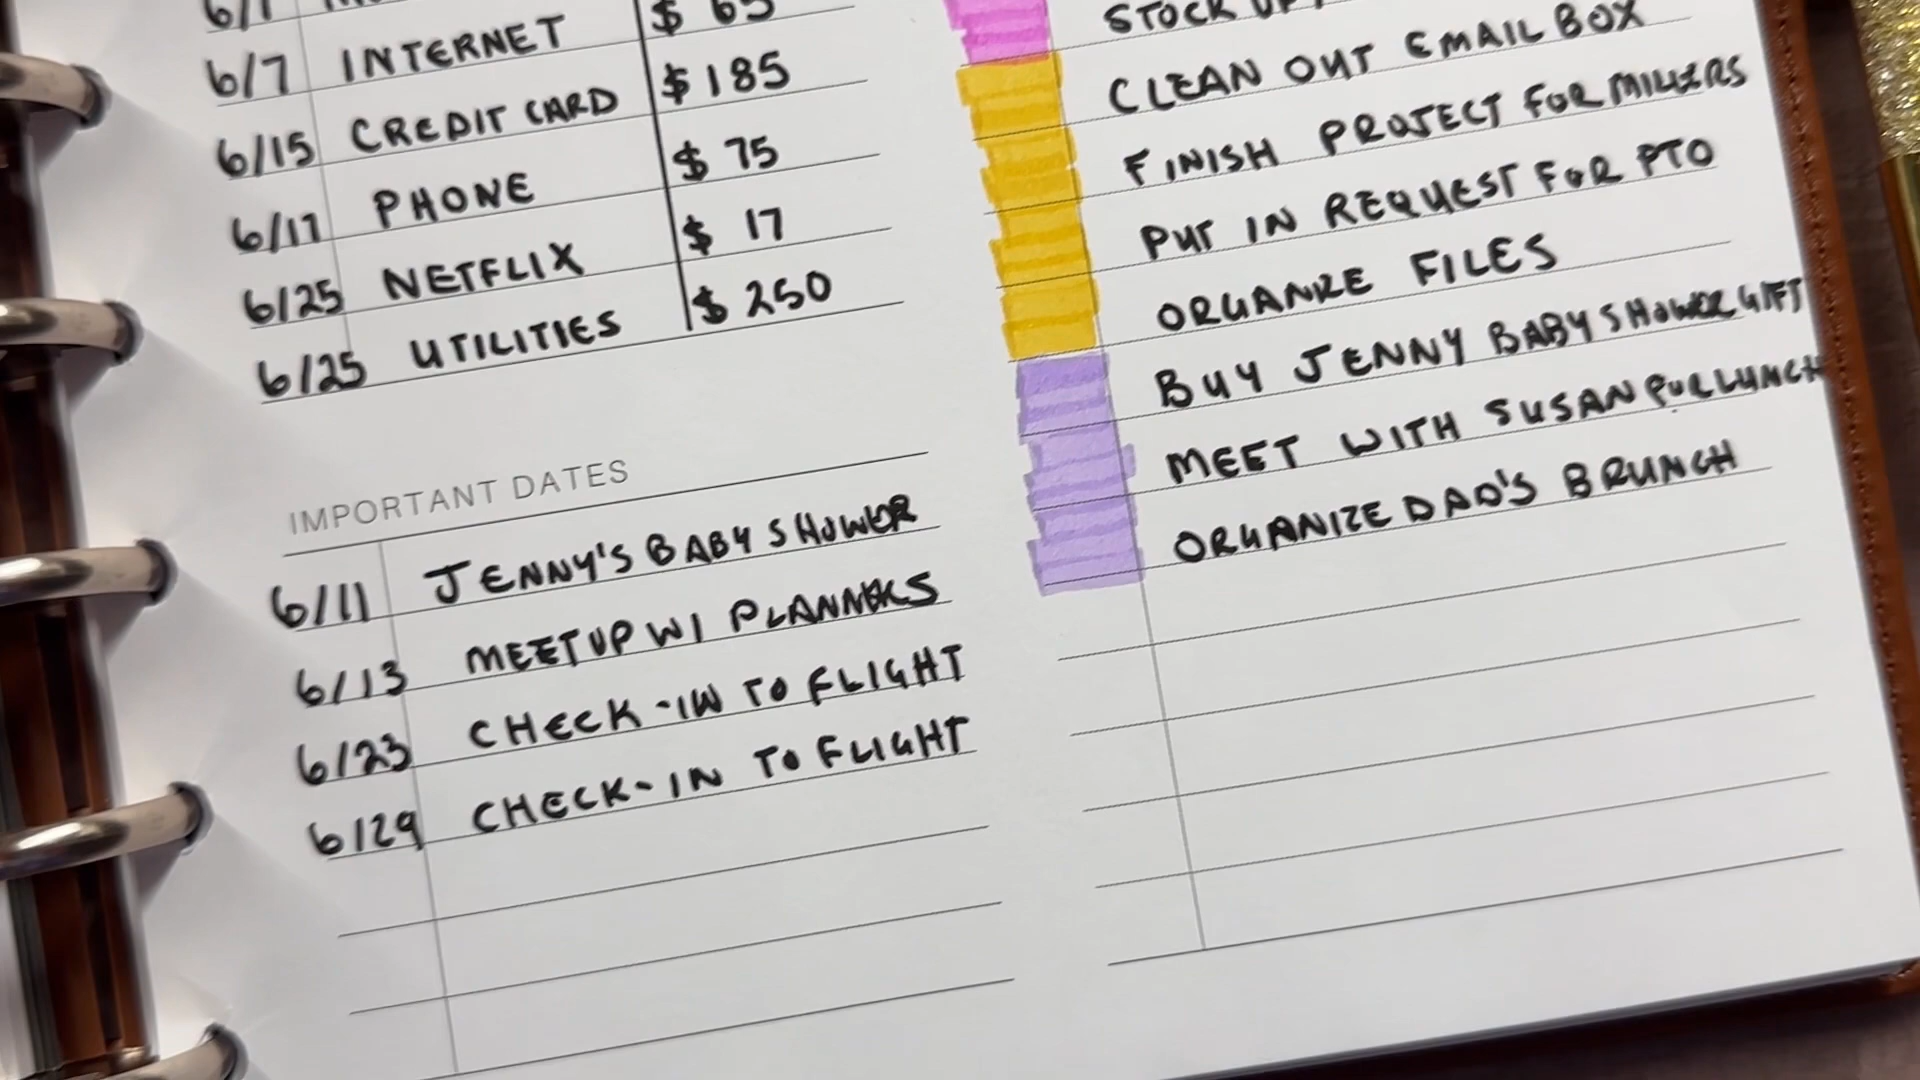 6/7 INTERNET $ 65
6/15 CREDIT CARD $ 185
6/17 PHONE $ 75
6/25 NETFLIX $ 17
6/25 UTILITIES $ 250
IMPORTANT DATES
6/11 JENNY'S BABY SHOWER
6/13 MEETUP W/ PLANNERS
6/23 CHECK-IN TO FLIGHT
6/29 CHECK-IN TO FLIGHT
STOCK UP
CLEAN OUT EMAIL BOX
FINISH PROJECT FOR MILLERS
PUT IN REQUEST FOR PTO
ORGANIZE FILES
BUY JENNY BABY SHOWER GIFT
MEET WITH SUSAN FOR LUNCH
ORGANIZE DAD'S BRUNCH